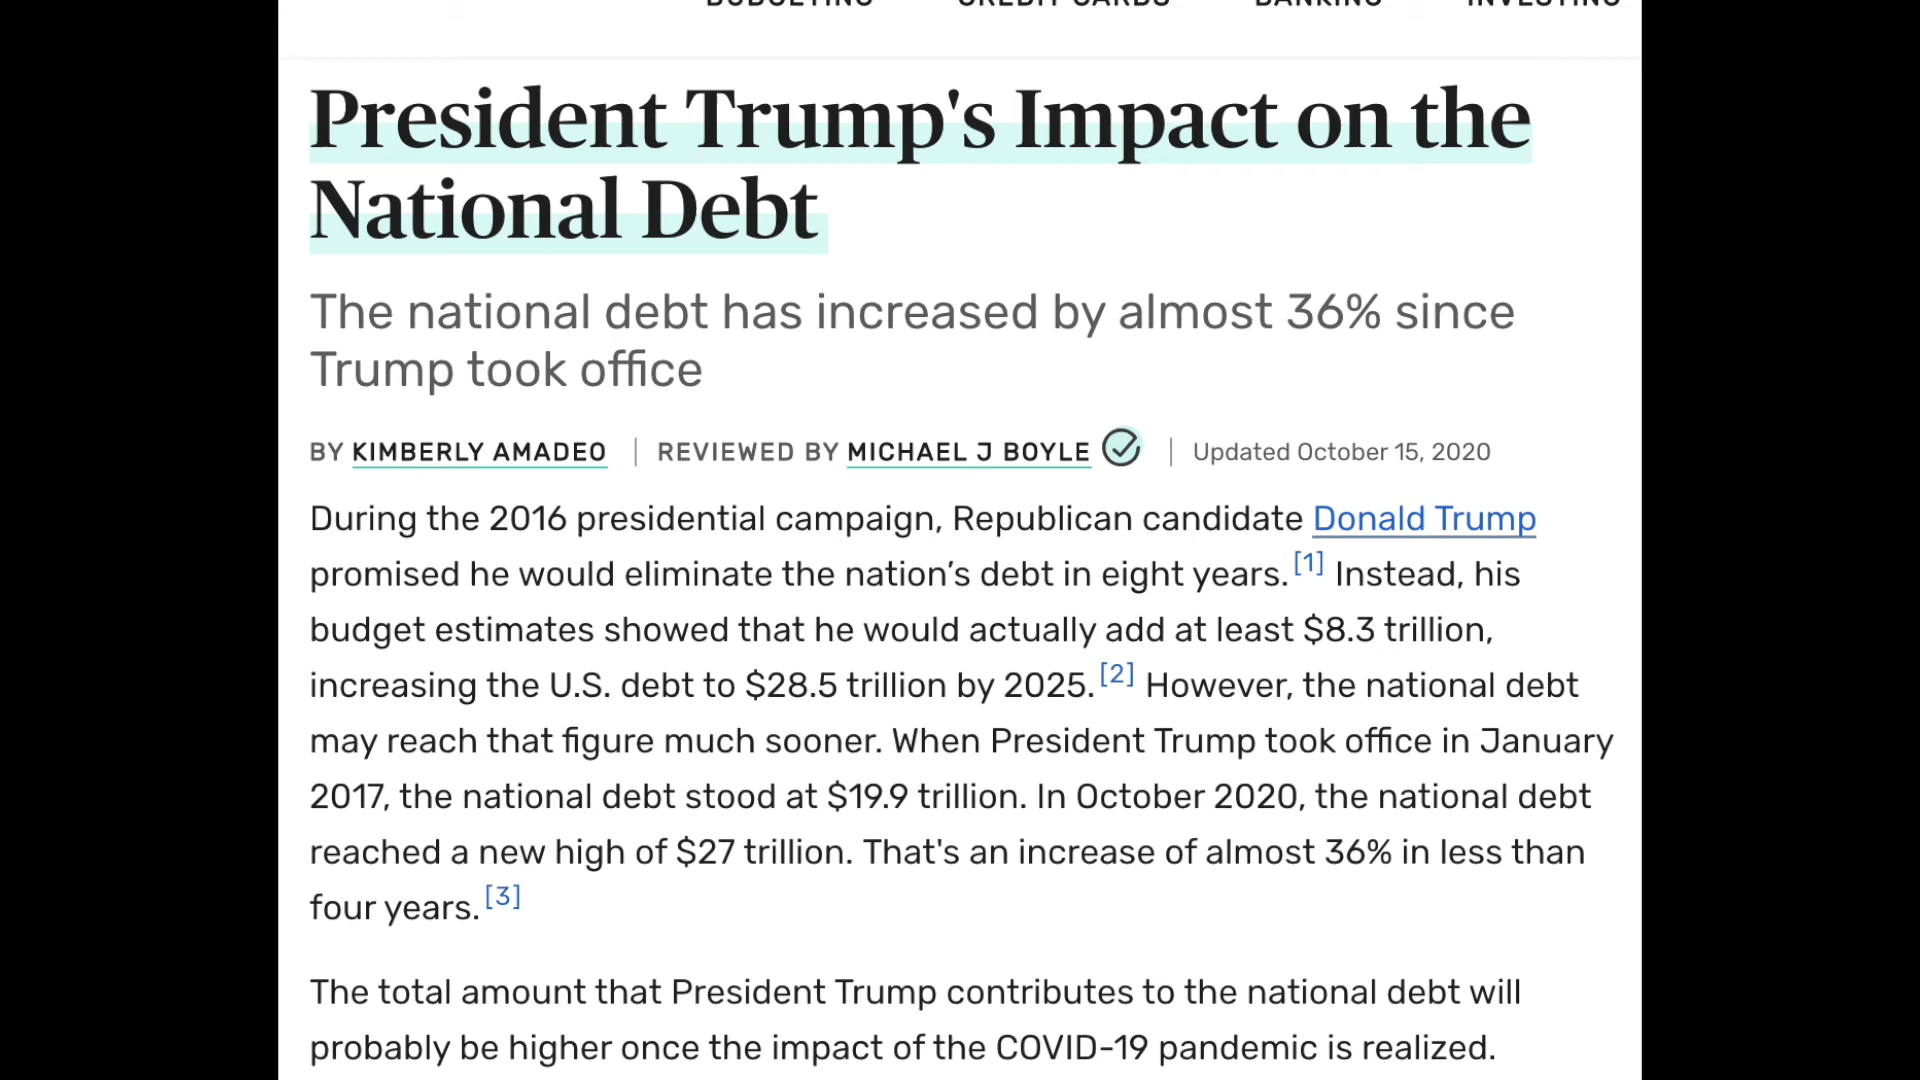 BUDGETING CREDIT CARDS BANKING INVESTING
President Trump's Impact on the
National Debt
The national debt has increased by almost 36% since
Trump took office
BY KIMBERLY AMADEO | REVIEWED BY MICHAEL J BOYLE | Updated October 15, 2020
During the 2016 presidential campaign, Republican candidate Donald Trump
promised he would eliminate the nation’s debt in eight years. [1] Instead, his
budget estimates showed that he would actually add at least $8.3 trillion,
increasing the U.S. debt to $28.5 trillion by 2025. [2] However, the national debt
may reach that figure much sooner. When President Trump took office in January
2017, the national debt stood at $19.9 trillion. In October 2020, the national debt
reached a new high of $27 trillion. That's an increase of almost 36% in less than
four years. [3]
The total amount that President Trump contributes to the national debt will
probably be higher once the impact of the COVID-19 pandemic is realized.